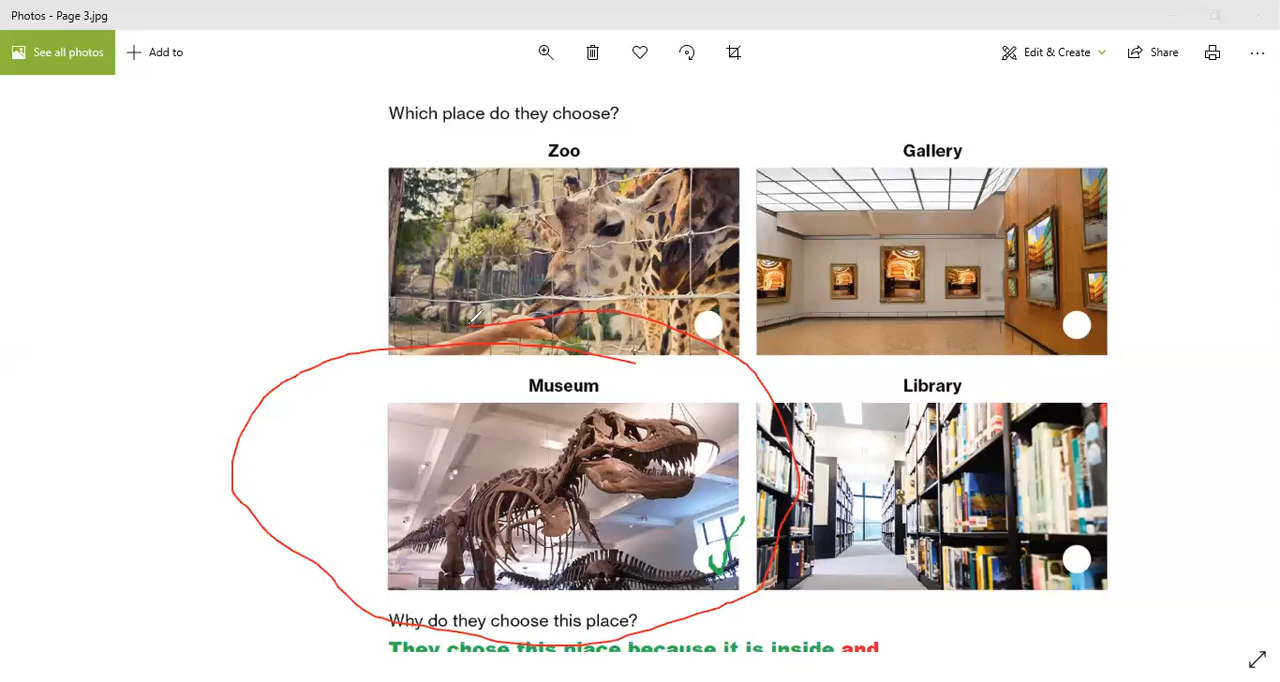 Photos - Page 3.jpg
See all photos
Add to
Edit & Create
Share
Which place do they choose?
Zoo
Gallery
Museum
Library
Why do they choose this place?
They chose this place because it is inside and